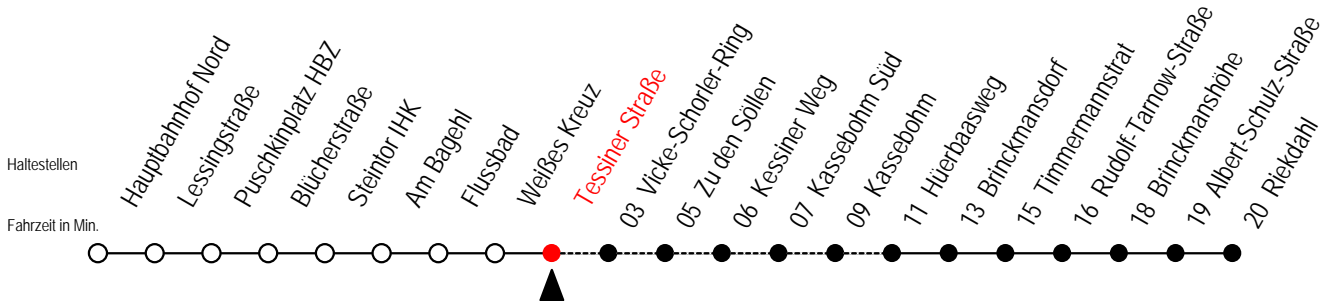 Haltestellen
Fahrzeit in Min.
Hauptbahnhof Nord
Lessingstraße
Puschkinplatz HBZ
Blücherstraße
Steintor IHK
Am Bagehl
Flussbad
Weißes Kreuz
Tessiner Straße
03 Vicke-Schorler-Ring
05 Zu den Söllen
06 Kessiner Weg
07 Kassebohm Süd
09 Kassebohm
11 Hüerbaasweg
13 Brinckmansdorf
15 Timmermannstrat
16 Rudolf-Tarnow-Straße
18 Brinckmanshöhe
19 Albert-Schulz-Straße
20 Riekdahl